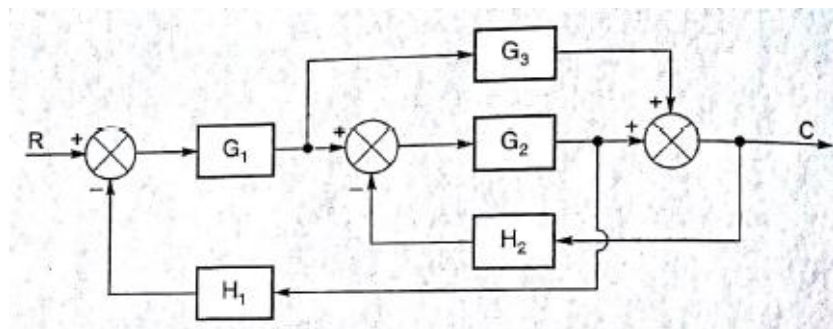 G₃
+
R + G₁ + G₂ + C
− −
H₂
H₁